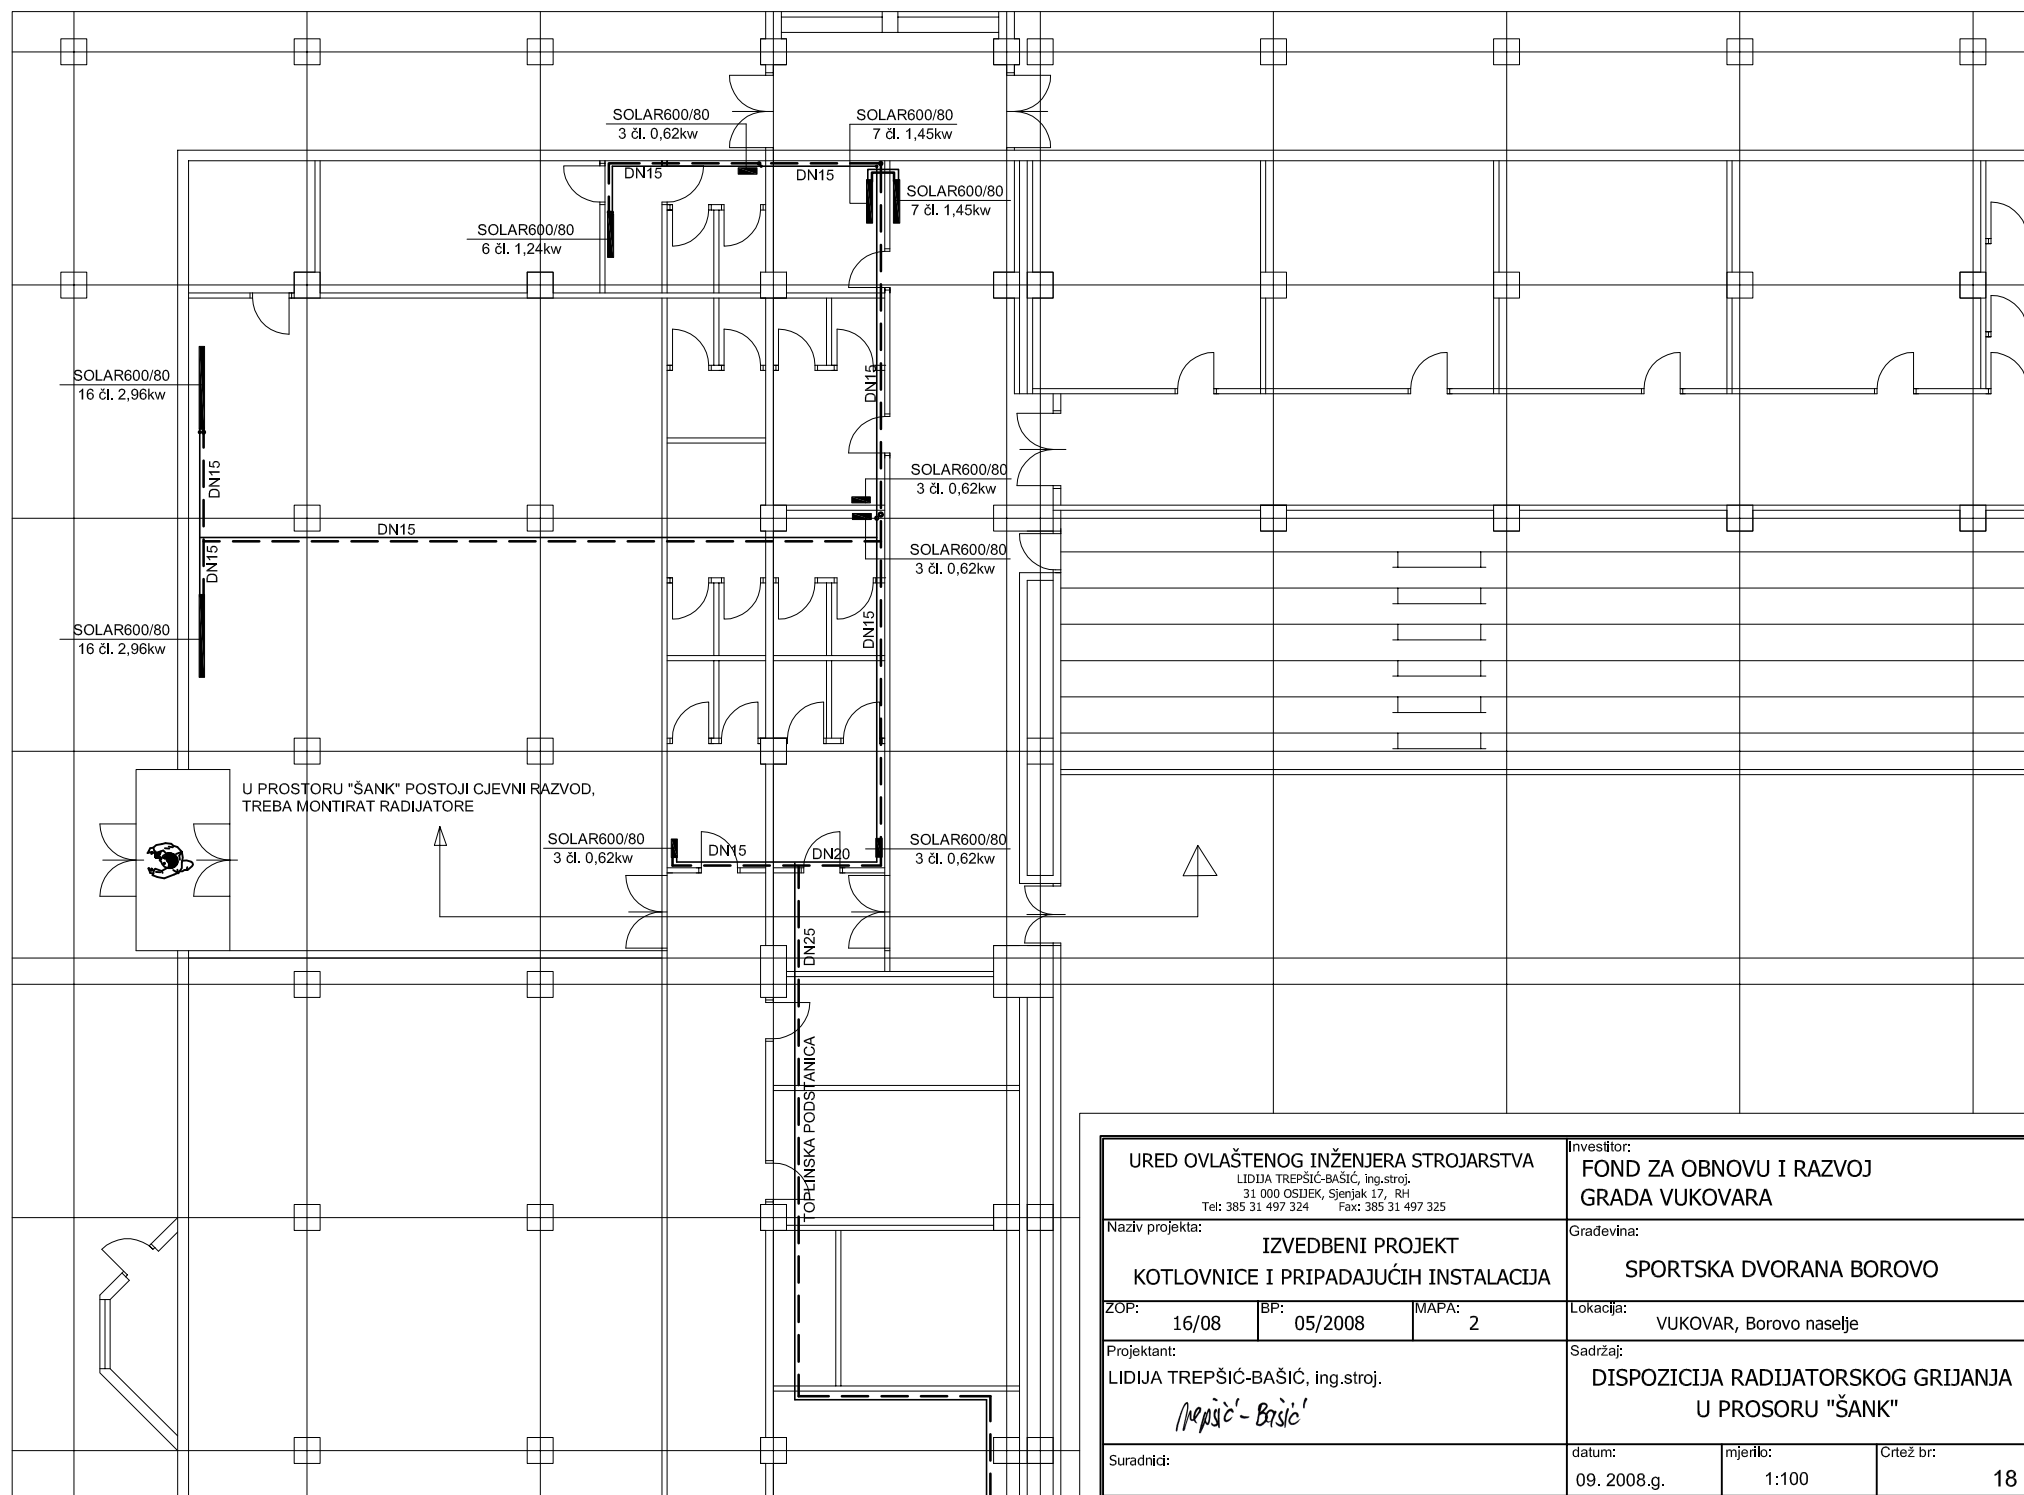 SOLAR600/80
3 čl. 0,62kw
SOLAR600/80
7 čl. 1,45kw
DN15
DN15
SOLAR600/80
7 čl. 1,45kw
SOLAR600/80
6 čl. 1,24kw
SOLAR600/80
16 čl. 2,96kw
DN15
DN15
SOLAR600/80
3 čl. 0,62kw
DN15
DN15
SOLAR600/80
3 čl. 0,62kw
DN15
SOLAR600/80
16 čl. 2,96kw
U PROSTORU "ŠANK" POSTOJI CJEVNI RAZVOD,
TREBA MONTIRAT RADIJATORE
SOLAR600/80
3 čl. 0,62kw
DN15
DN20
SOLAR600/80
3 čl. 0,62kw
DN25
TOPLINSKA PODSTANICA
URED OVLAŠTENOG INŽENJERA STROJARSTVA
LIDIJA TREPŠIĆ-BAŠIĆ, ing.stroj.
31 000 OSIJEK, Sjenjak 17, RH
Tel: 385 31 497 324 Fax: 385 31 497 325
Investitor:
FOND ZA OBNOVU I RAZVOJ
GRADA VUKOVARA
Naziv projekta:
IZVEDBENI PROJEKT
KOTLOVNICE I PRIPADAJUĆIH INSTALACIJA
Građevina:
SPORTSKA DVORANA BOROVO
ZOP: 16/08
BP: 05/2008
MAPA: 2
Lokacija:
VUKOVAR, Borovo naselje
Projektant:
LIDIJA TREPŠIĆ-BAŠIĆ, ing.stroj.
Trepšić-Bašić
Sadržaj:
DISPOZICIJA RADIJATORSKOG GRIJANJA
U PROSORU "ŠANK"
Suradnici:
datum:
09. 2008.g.
mjerilo:
1:100
Crtež br:
18